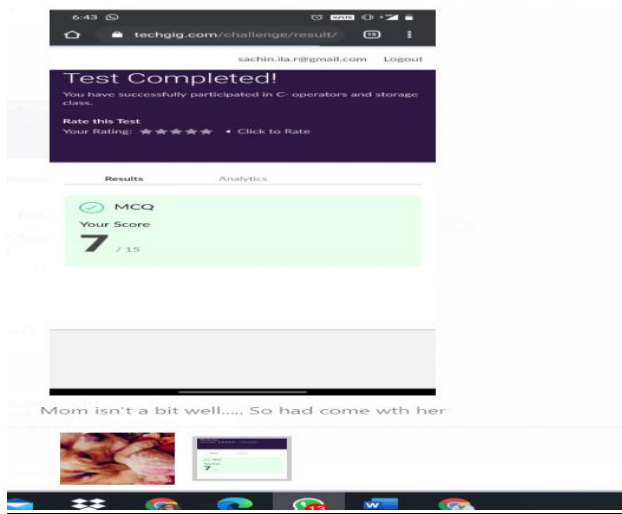 6:43
techgig.com/challenge/result/
sachin.ila.r@gmail.com Logout
Test Completed!
You have successfully participated in C- operators and storage
class.
Rate this Test
Your Rating: ★★★★★ ◂ Click to Rate
Results Analytics
MCQ
Your Score
7 / 15
Mom isn't a bit well..... So had come wth her
7
13
W